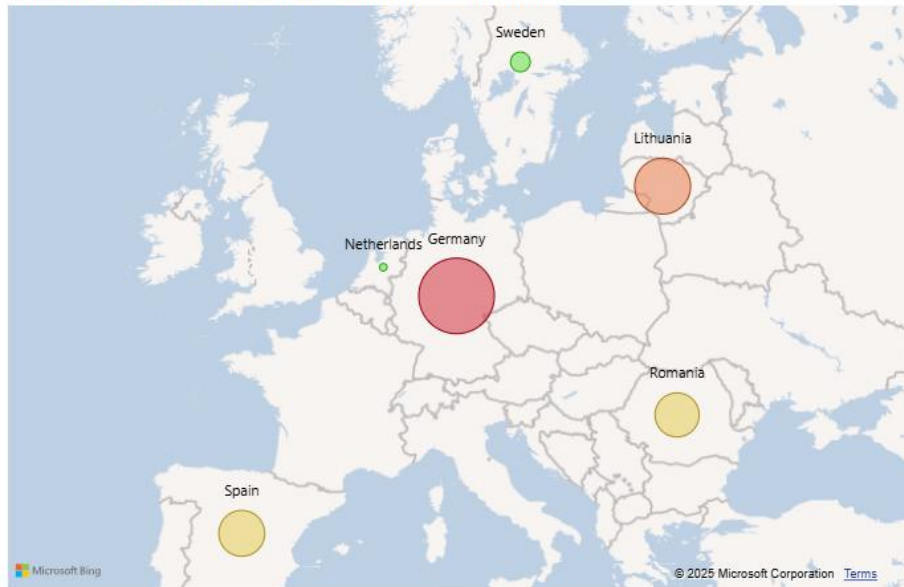 Sweden
Lithuania
Netherlands
Germany
Romania
Spain
Microsoft Bing
© 2025 Microsoft Corporation Terms